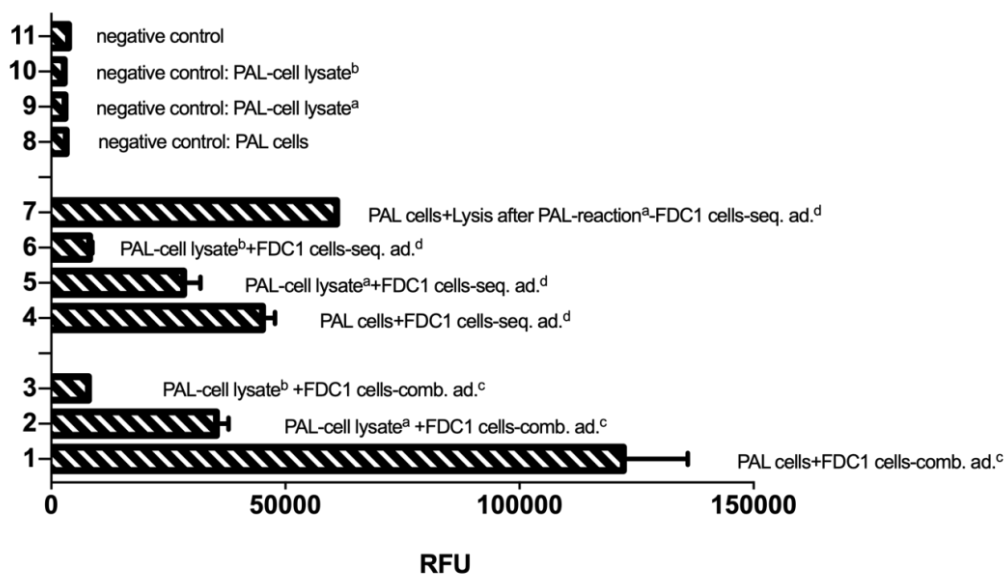 11 negative control
10 negative control: PAL-cell lysateᵇ
9 negative control: PAL-cell lysateᵃ
8 negative control: PAL cells
7 PAL cells+Lysis after PAL-reactionᵃ-FDC1 cells-seq. ad.ᵈ
6 PAL-cell lysateᵇ+FDC1 cells-seq. ad.ᵈ
5 PAL-cell lysateᵃ+FDC1 cells-seq. ad.ᵈ
4 PAL cells+FDC1 cells-seq. ad.ᵈ
3 PAL-cell lysateᵇ +FDC1 cells-comb. ad.ᶜ
2 PAL-cell lysateᵃ +FDC1 cells-comb. ad.ᶜ
1 PAL cells+FDC1 cells-comb. ad.ᶜ
0 50000 100000 150000
RFU